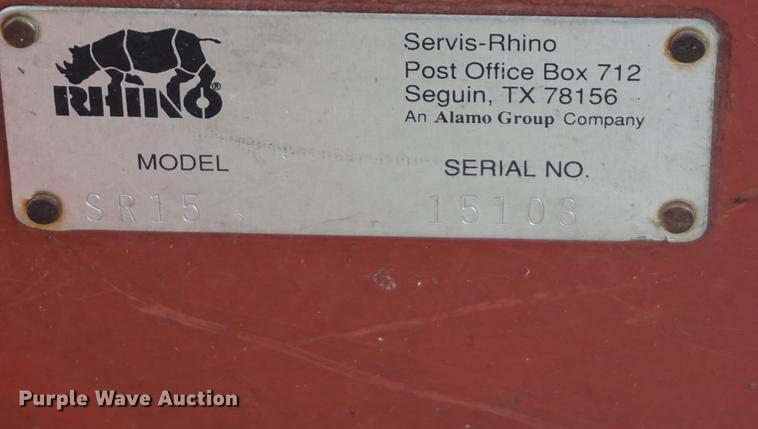 RHINO®
Servis-Rhino
Post Office Box 712
Seguin, TX 78156
An Alamo Group Company
MODEL
SERIAL NO.
SR15
15103
Purple Wave Auction